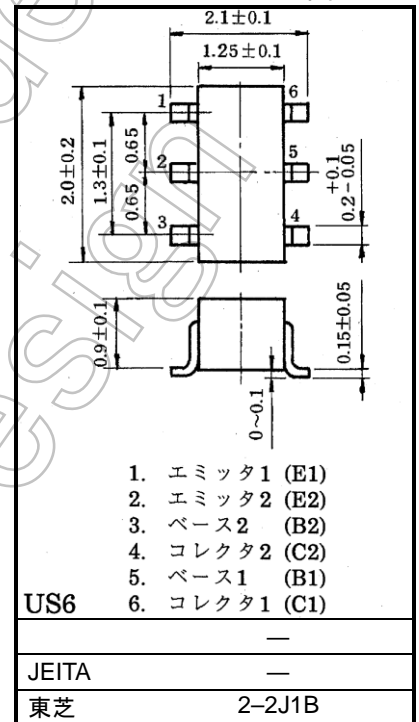 2.1±0.1
1.25±0.1
1
6
2
5
3
4
2.0±0.2
1.3±0.1
0.65
0.65
+0.1
0.2-0.05
0.9±0.1
0.15±0.05
0~0.1
1. エミッタ1 (E1)
2. エミッタ2 (E2)
3. ベース2 (B2)
4. コレクタ2 (C2)
5. ベース1 (B1)
US6 6. コレクタ1 (C1)
—
JEITA —
東芝 2–2J1B